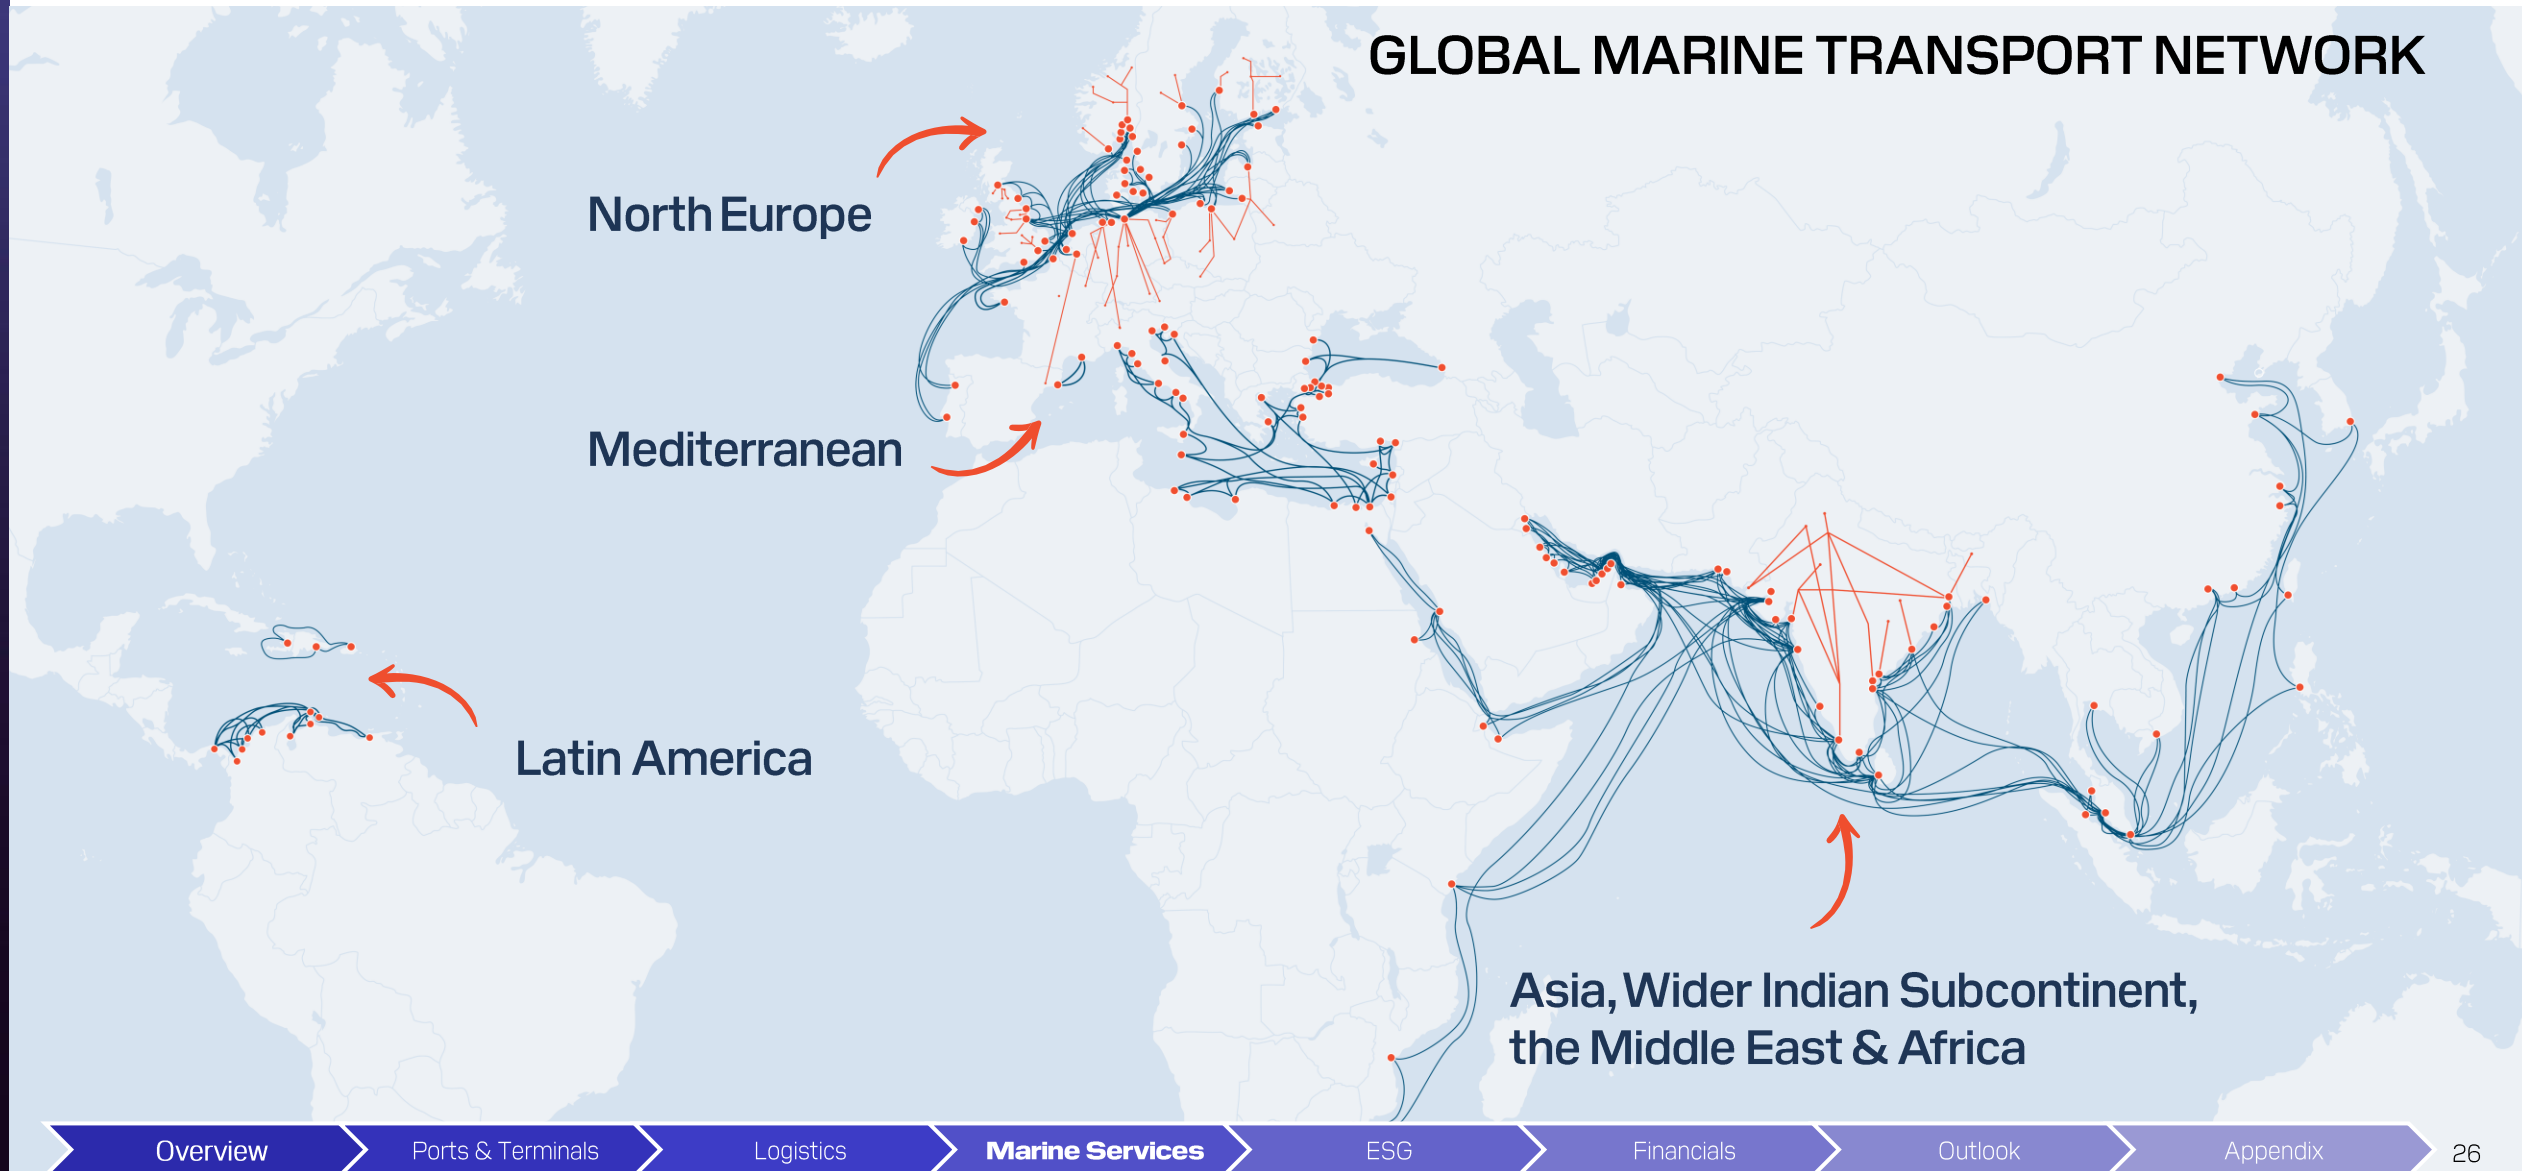 GLOBAL MARINE TRANSPORT NETWORK
North Europe
Mediterranean
Latin America
Asia, Wider Indian Subcontinent,
the Middle East & Africa
Overview
Ports & Terminals
Logistics
Marine Services
ESG
Financials
Outlook
Appendix
26